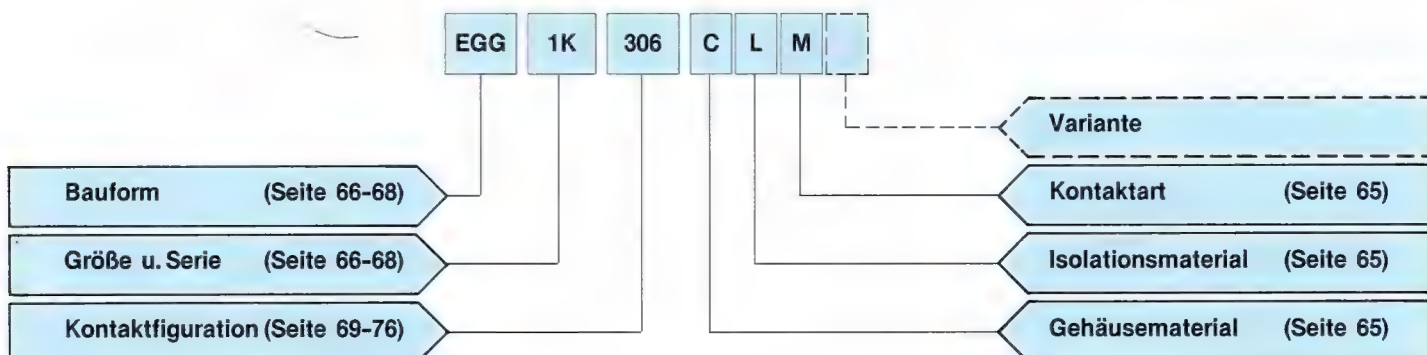 EGG 1K 306 C L M
Variante
Bauform (Seite 66-68)
Kontaktart (Seite 65)
Größe u. Serie (Seite 66-68)
Isolationsmaterial (Seite 65)
Kontaktfiguration (Seite 69-76)
Gehäusematerial (Seite 65)